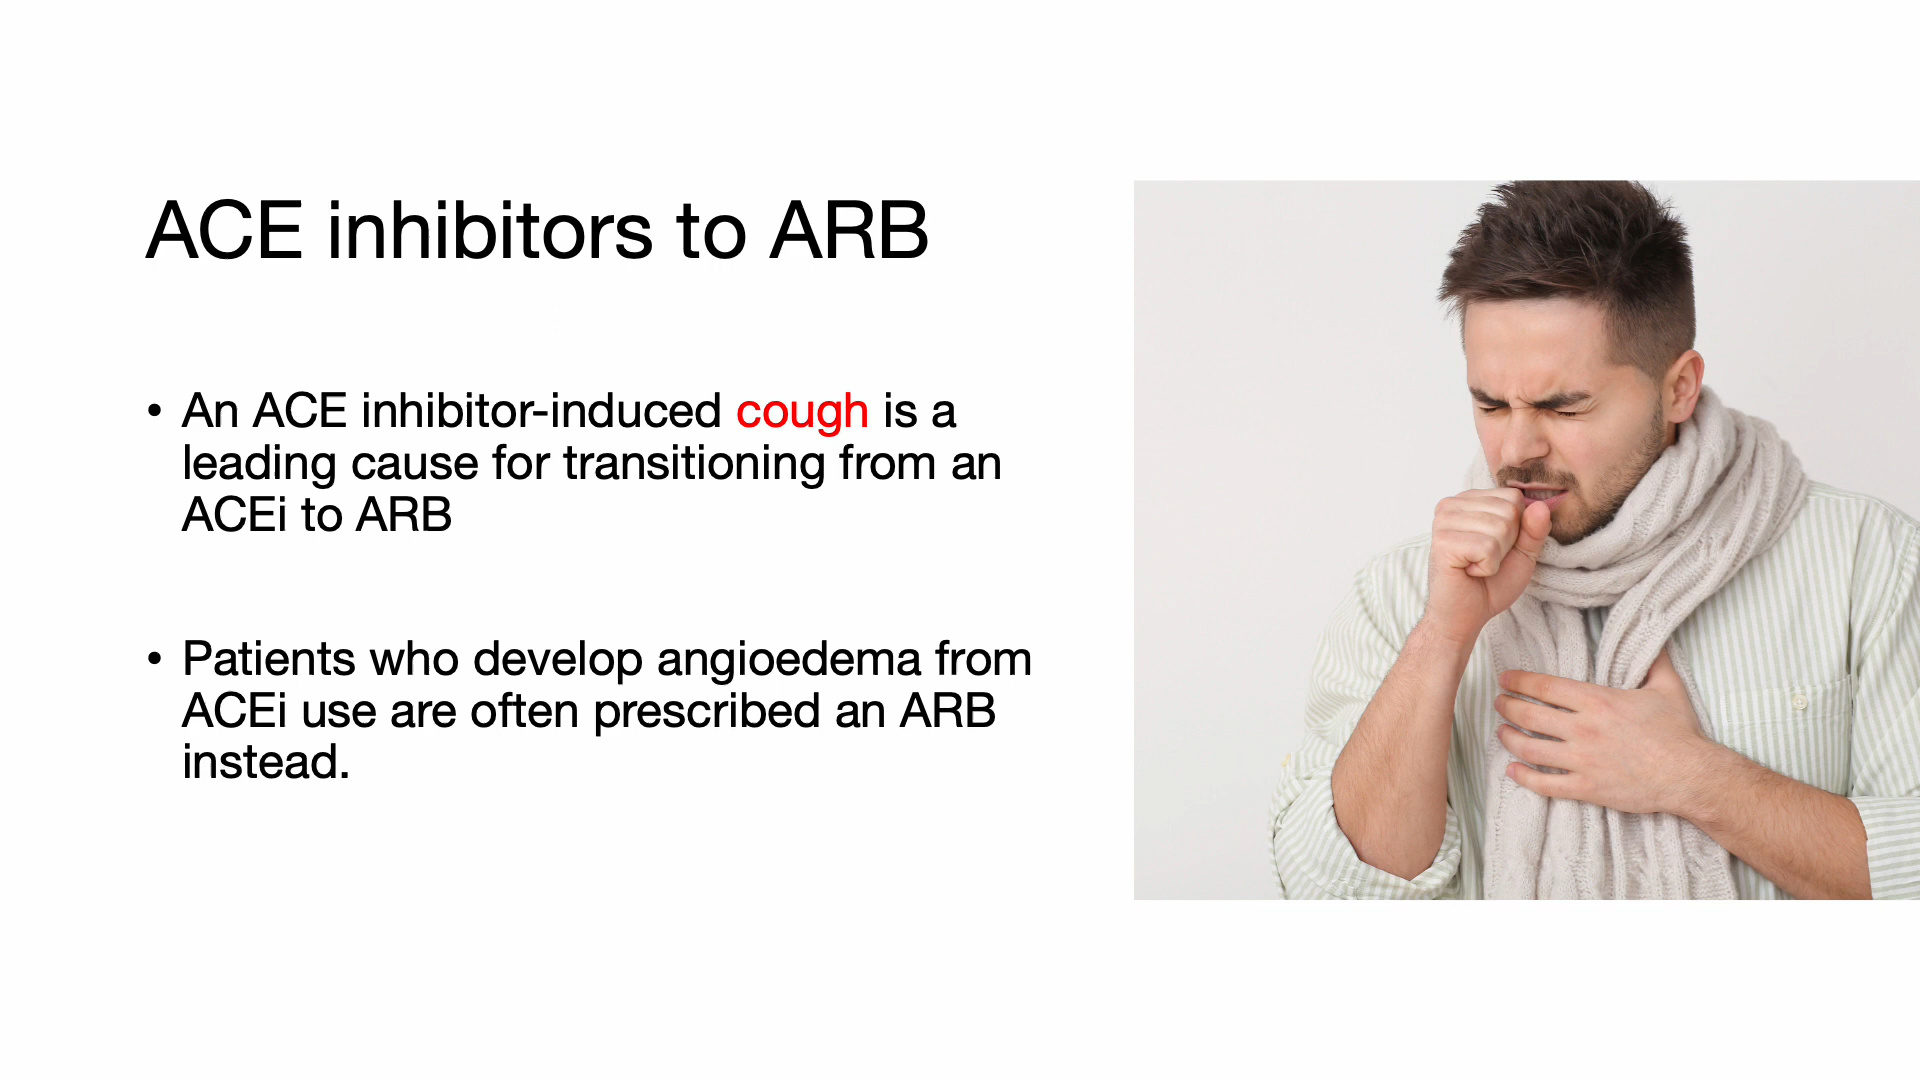 ACE inhibitors to ARB
• An ACE inhibitor-induced cough is a
leading cause for transitioning from an
ACEi to ARB
• Patients who develop angioedema from
ACEi use are often prescribed an ARB
instead.